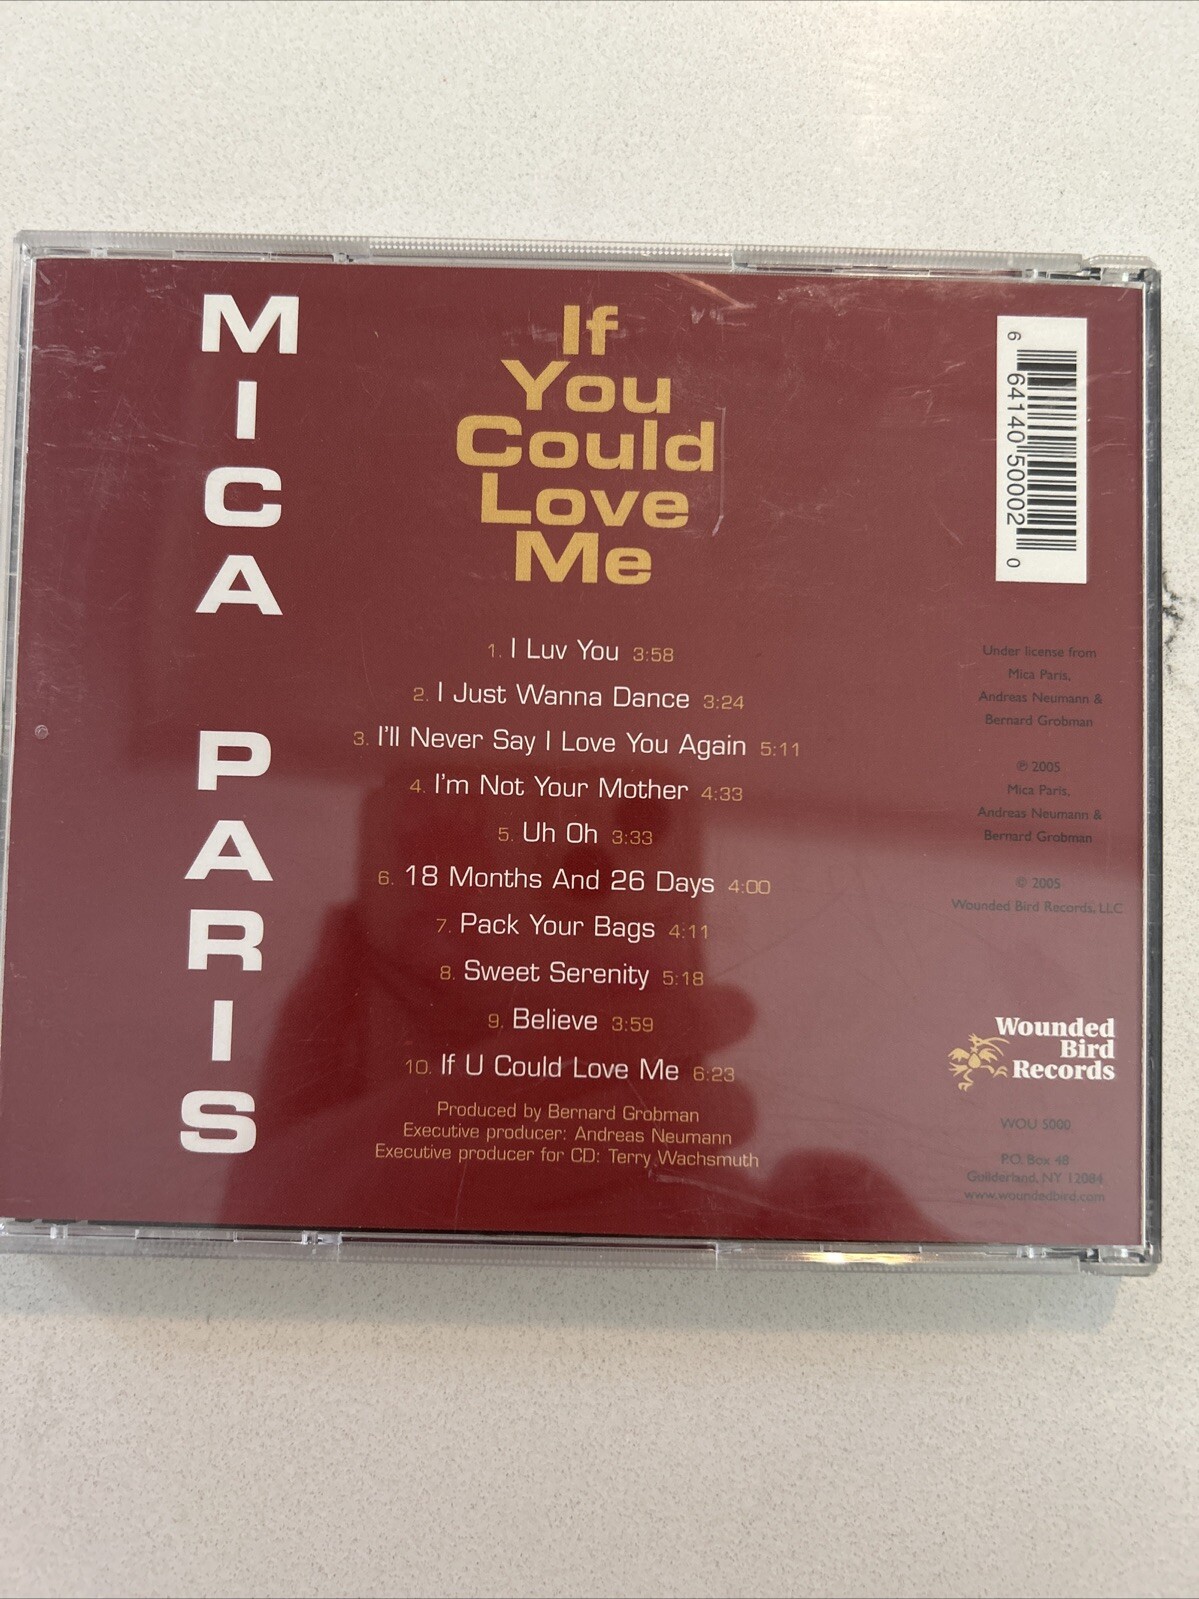 MICA PARIS
If
You
Could
Love
Me
1. I Luv You 3:58
2. I Just Wanna Dance 3:24
3. I'll Never Say I Love You Again 5:11
4. I'm Not Your Mother 4:33
5. Uh Oh 3:33
6. 18 Months And 26 Days 4:00
7. Pack Your Bags 4:11
8. Sweet Serenity 5:18
9. Believe 3:59
10. If U Could Love Me 6:23
Produced by Bernard Grobman
Executive producer: Andreas Neumann
Executive producer for CD: Terry Wachsmuth
6 64140 50002 0
Under license from
Mica Paris,
Andreas Neumann &
Bernard Grobman
℗ 2005
Mica Paris,
Andreas Neumann &
Bernard Grobman
© 2005
Wounded Bird Records, LLC
Wounded
Bird
Records
WOU 5000
P.O. Box 48
Guilderland, NY 12084
www.woundedbird.com